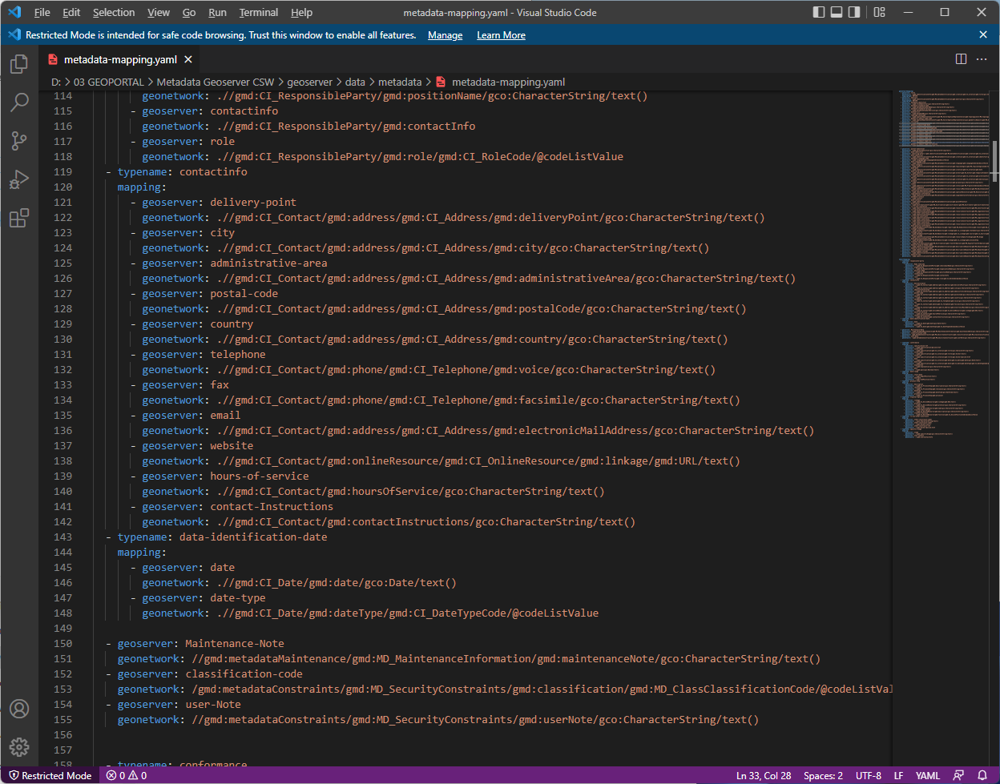 File Edit Selection View Go Run Terminal Help metadata-mapping.yaml - Visual Studio Code
Restricted Mode is intended for safe code browsing. Trust this window to enable all features. Manage Learn More
metadata-mapping.yaml
D: > 03 GEOPORTAL > Metadata Geoserver CSW > geoserver > data > metadata > metadata-mapping.yaml
114 geonetwork: .//gmd:CI_ResponsibleParty/gmd:positionName/gco:CharacterString/text()
115 - geoserver: contactinfo
116 geonetwork: .//gmd:CI_ResponsibleParty/gmd:contactInfo
117 - geoserver: role
118 geonetwork: .//gmd:CI_ResponsibleParty/gmd:role/gmd:CI_RoleCode/@codeListValue
119 - typename: contactinfo
120 mapping:
121 - geoserver: delivery-point
122 geonetwork: .//gmd:CI_Contact/gmd:address/gmd:CI_Address/gmd:deliveryPoint/gco:CharacterString/text()
123 - geoserver: city
124 geonetwork: .//gmd:CI_Contact/gmd:address/gmd:CI_Address/gmd:city/gco:CharacterString/text()
125 - geoserver: administrative-area
126 geonetwork: .//gmd:CI_Contact/gmd:address/gmd:CI_Address/gmd:administrativeArea/gco:CharacterString/text()
127 - geoserver: postal-code
128 geonetwork: .//gmd:CI_Contact/gmd:address/gmd:CI_Address/gmd:postalCode/gco:CharacterString/text()
129 - geoserver: country
130 geonetwork: .//gmd:CI_Contact/gmd:address/gmd:CI_Address/gmd:country/gco:CharacterString/text()
131 - geoserver: telephone
132 geonetwork: .//gmd:CI_Contact/gmd:phone/gmd:CI_Telephone/gmd:voice/gco:CharacterString/text()
133 - geoserver: fax
134 geonetwork: .//gmd:CI_Contact/gmd:phone/gmd:CI_Telephone/gmd:facsimile/gco:CharacterString/text()
135 - geoserver: email
136 geonetwork: .//gmd:CI_Contact/gmd:address/gmd:CI_Address/gmd:electronicMailAddress/gco:CharacterString/text()
137 - geoserver: website
138 geonetwork: .//gmd:CI_Contact/gmd:onlineResource/gmd:CI_OnlineResource/gmd:linkage/gmd:URL/text()
139 - geoserver: hours-of-service
140 geonetwork: .//gmd:CI_Contact/gmd:hoursOfService/gco:CharacterString/text()
141 - geoserver: contact-Instructions
142 geonetwork: .//gmd:CI_Contact/gmd:contactInstructions/gco:CharacterString/text()
143 - typename: data-identification-date
144 mapping:
145 - geoserver: date
146 geonetwork: .//gmd:CI_Date/gmd:date/gco:Date/text()
147 - geoserver: date-type
148 geonetwork: .//gmd:CI_Date/gmd:dateType/gmd:CI_DateTypeCode/@codeListValue
149
150 - geoserver: Maintenance-Note
151 geonetwork: //gmd:metadataMaintenance/gmd:MD_MaintenanceInformation/gmd:maintenanceNote/gco:CharacterString/text()
152 - geoserver: classification-code
153 geonetwork: /gmd:metadataConstraints/gmd:MD_SecurityConstraints/gmd:classification/gmd:MD_ClassClassificationCode/@codeListVal
154 - geoserver: user-Note
155 geonetwork: //gmd:metadataConstraints/gmd:MD_SecurityConstraints/gmd:userNote/gco:CharacterString/text()
156
157
158 - typename: conformance
Restricted Mode 0 0 Ln 33, Col 28 Spaces: 2 UTF-8 LF YAML